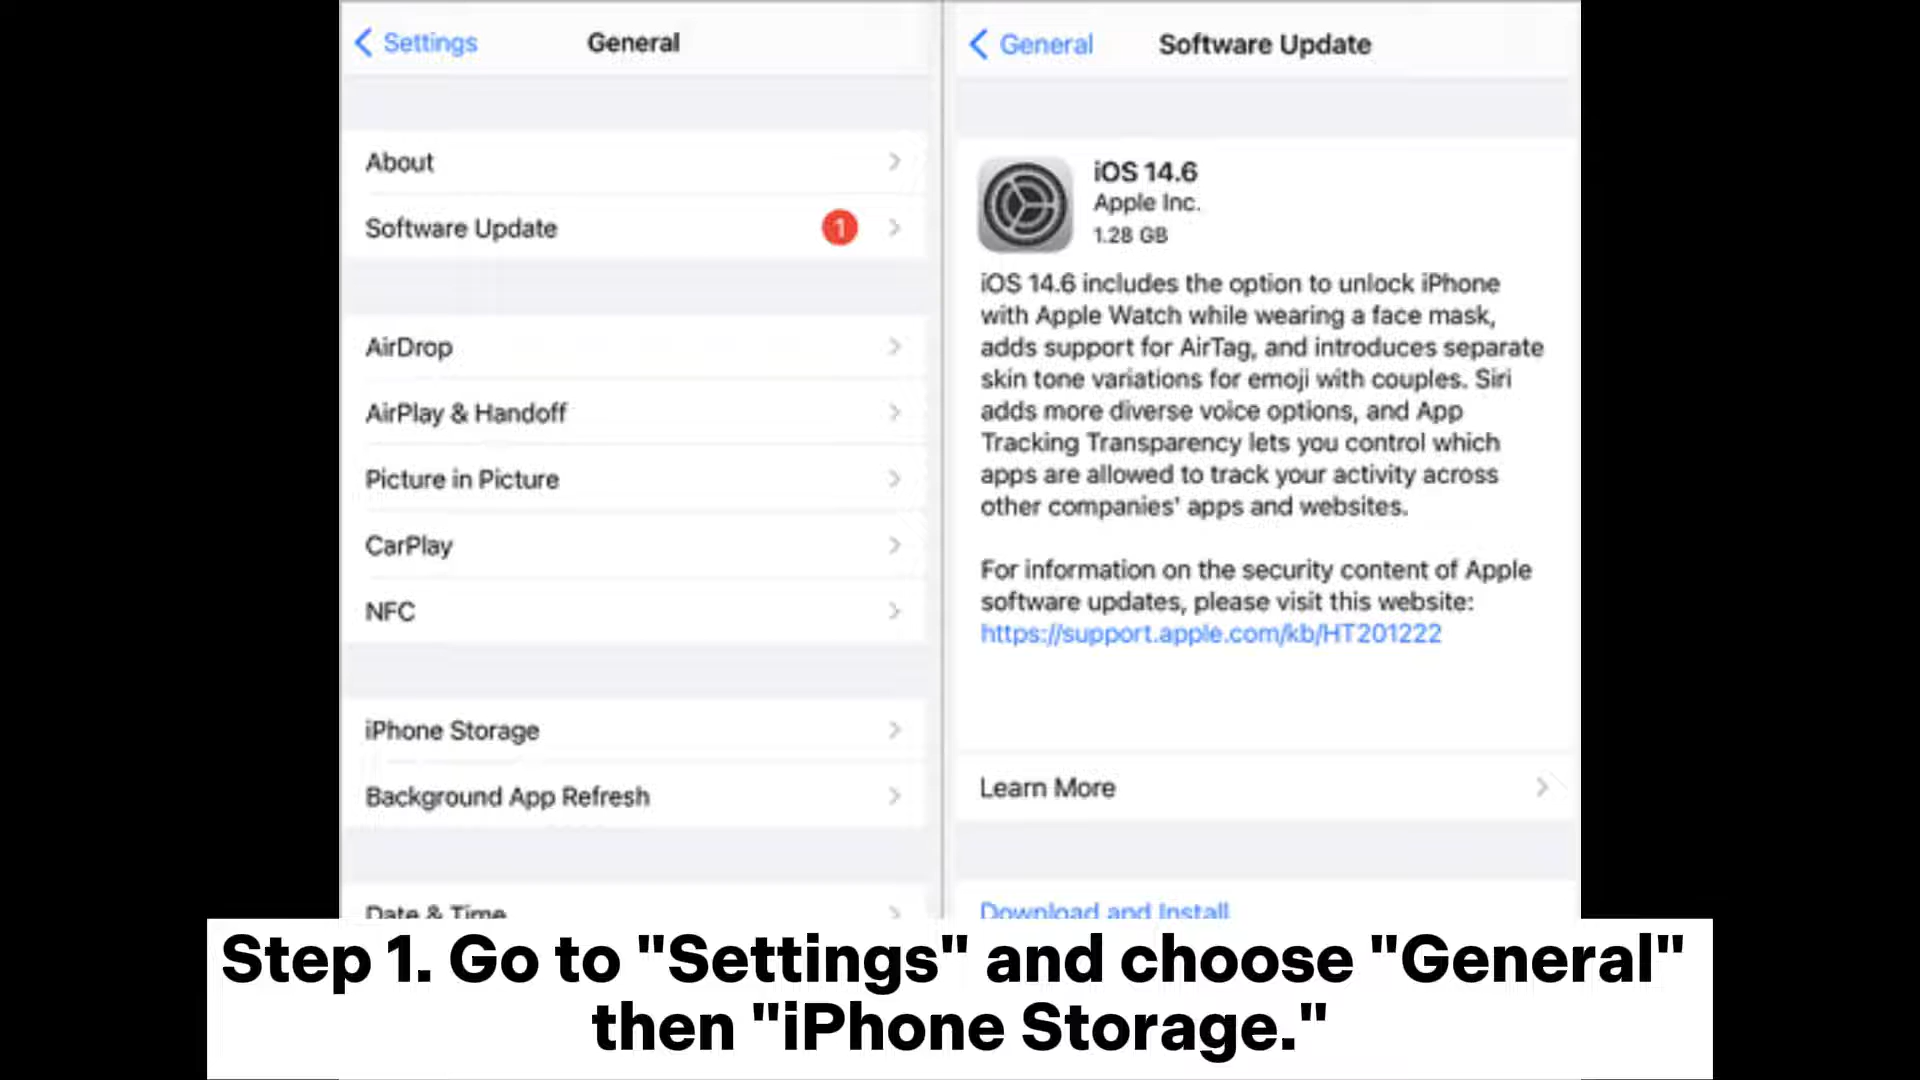 Settings
General
About
Software Update
1
AirDrop
AirPlay & Handoff
Picture in Picture
CarPlay
NFC
iPhone Storage
Background App Refresh
Date & Time
General
Software Update
iOS 14.6
Apple Inc.
1.28 GB
iOS 14.6 includes the option to unlock iPhone
with Apple Watch while wearing a face mask,
adds support for AirTag, and introduces separate
skin tone variations for emoji with couples. Siri
adds more diverse voice options, and App
Tracking Transparency lets you control which
apps are allowed to track your activity across
other companies' apps and websites.
For information on the security content of Apple
software updates, please visit this website:
https://support.apple.com/kb/HT201222
Learn More
Download and Install
Step 1. Go to "Settings" and choose "General"
then "iPhone Storage."